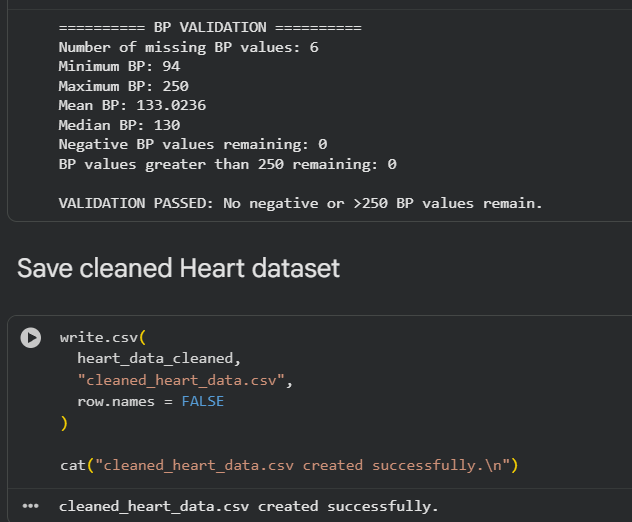 ========== BP VALIDATION ==========
Number of missing BP values: 6
Minimum BP: 94
Maximum BP: 250
Mean BP: 133.0236
Median BP: 130
Negative BP values remaining: 0
BP values greater than 250 remaining: 0
VALIDATION PASSED: No negative or >250 BP values remain.
Save cleaned Heart dataset
write.csv(
  heart_data_cleaned,
  "cleaned_heart_data.csv",
  row.names = FALSE
)
cat("cleaned_heart_data.csv created successfully.\n")
cleaned_heart_data.csv created successfully.